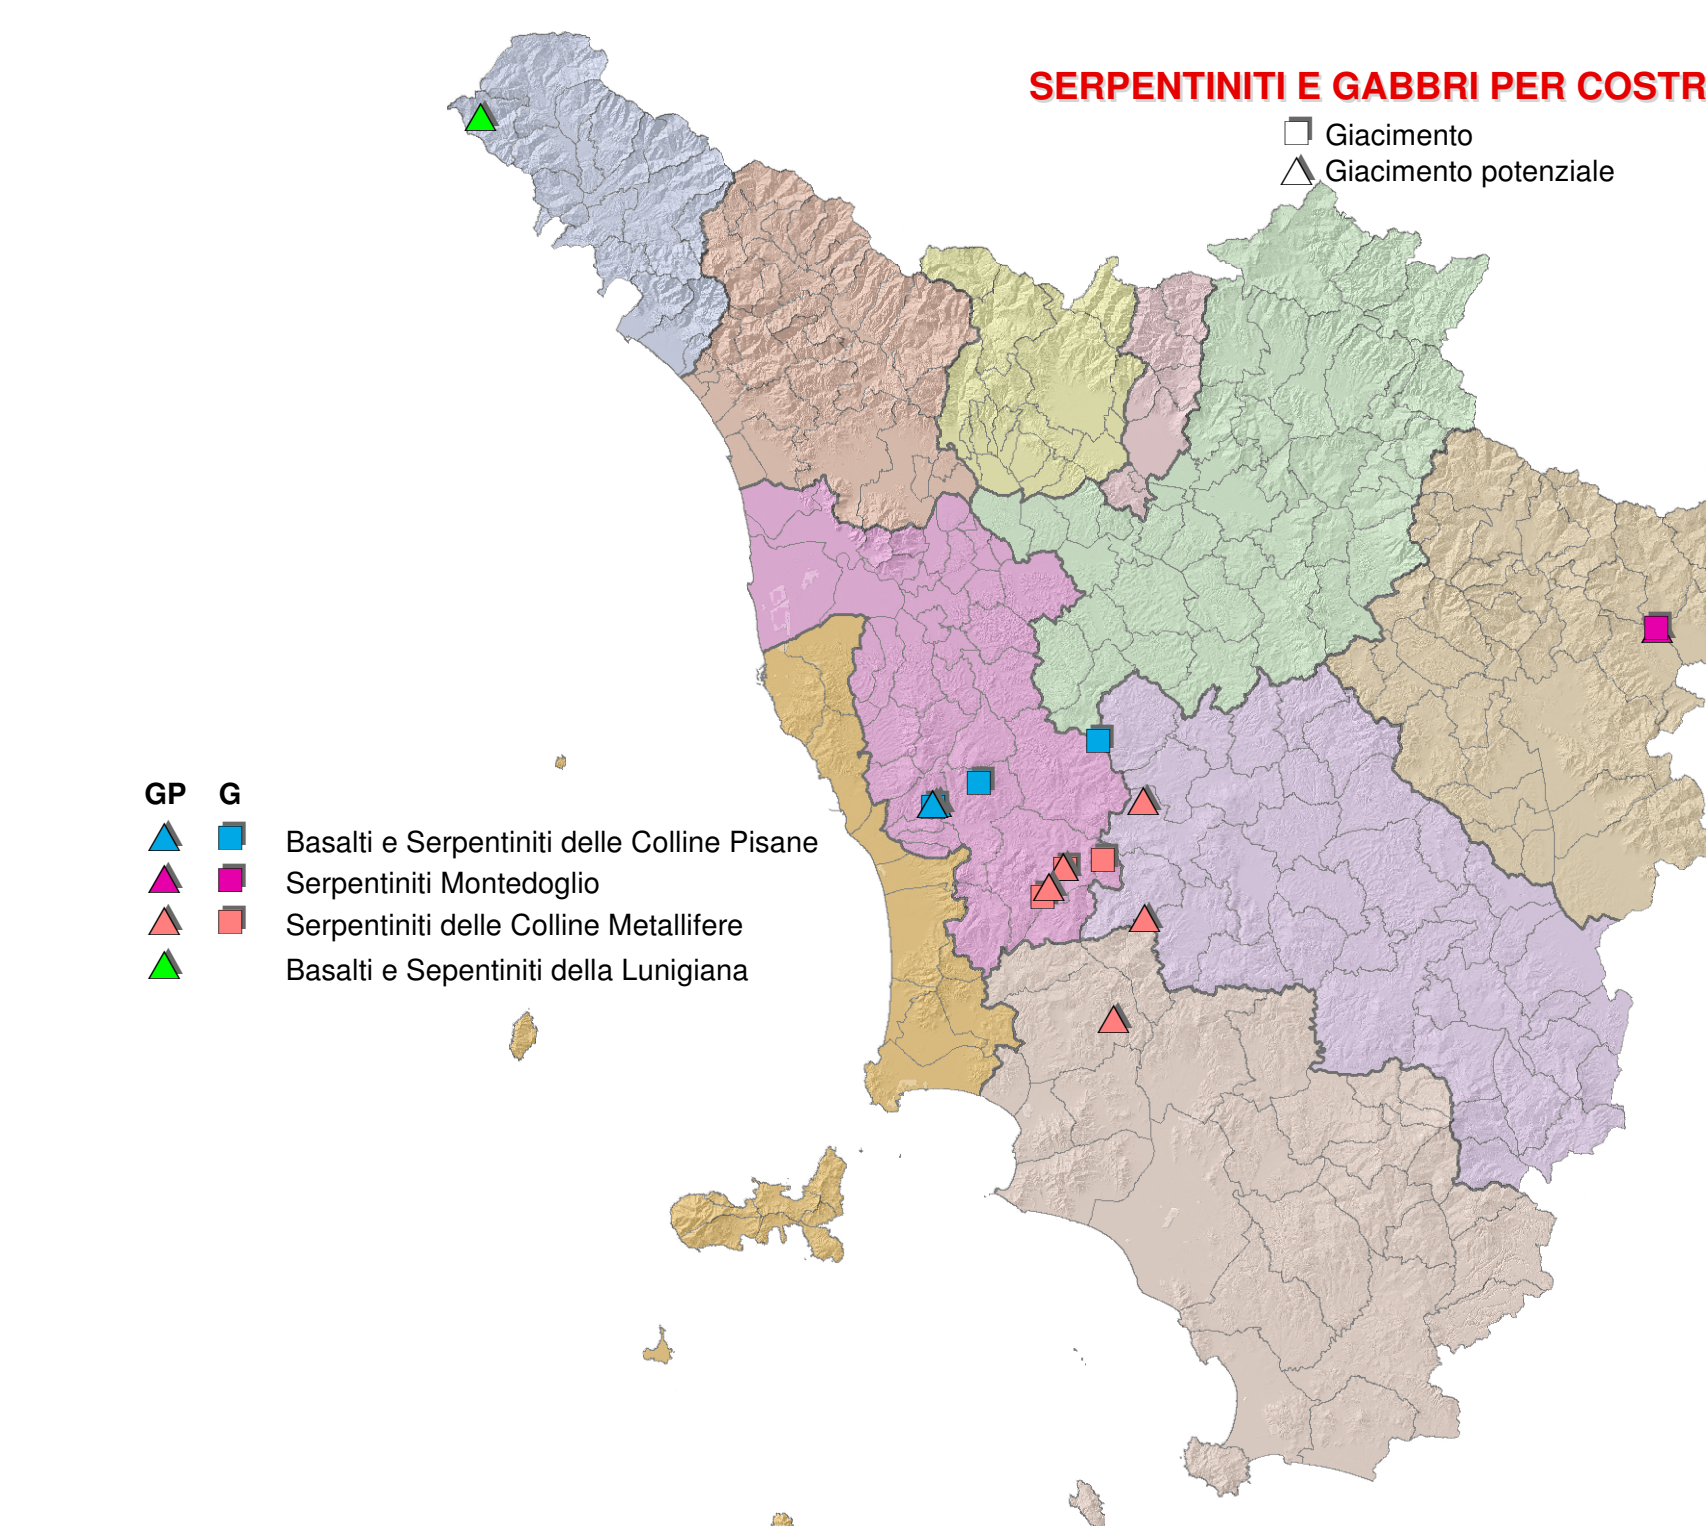 SERPENTINITI E GABBRI PER COSTR
Giacimento
Giacimento potenziale
GP G
Basalti e Serpentiniti delle Colline Pisane
Serpentiniti Montedoglio
Serpentiniti delle Colline Metallifere
Basalti e Sepentiniti della Lunigiana